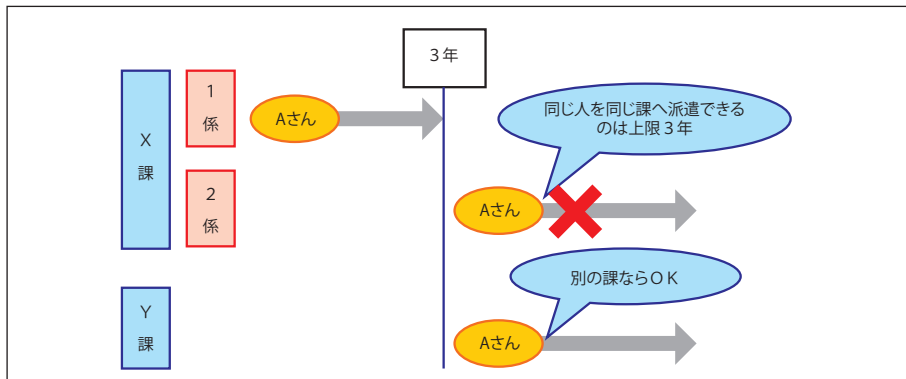 3年
X
課
1
係
Aさん
同じ人を同じ課へ派遣できる
のは上限3年
2
係
Aさん
別の課ならOK
Y
課
Aさん